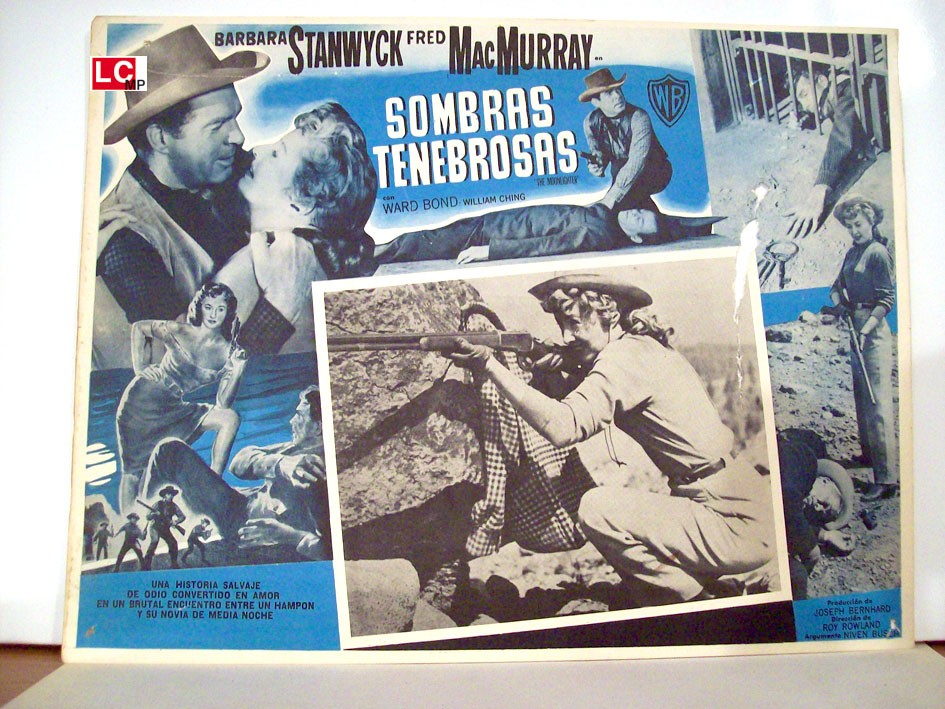 LC
MP
BARBARA STANWYCK FRED MACMURRAY en
SOMBRAS
TENEBROSAS
THE MOONLIGHTER
con
WARD BOND WILLIAM CHING
WB
UNA HISTORIA SALVAJE
DE ODIO CONVERTIDO EN AMOR
EN UN BRUTAL ENCUENTRO ENTRE UN HAMPON
Y SU NOVIA DE MEDIA NOCHE
Producción de
JOSEPH BERNHARD
Dirección de
ROY ROWLAND
Argumento NIVEN